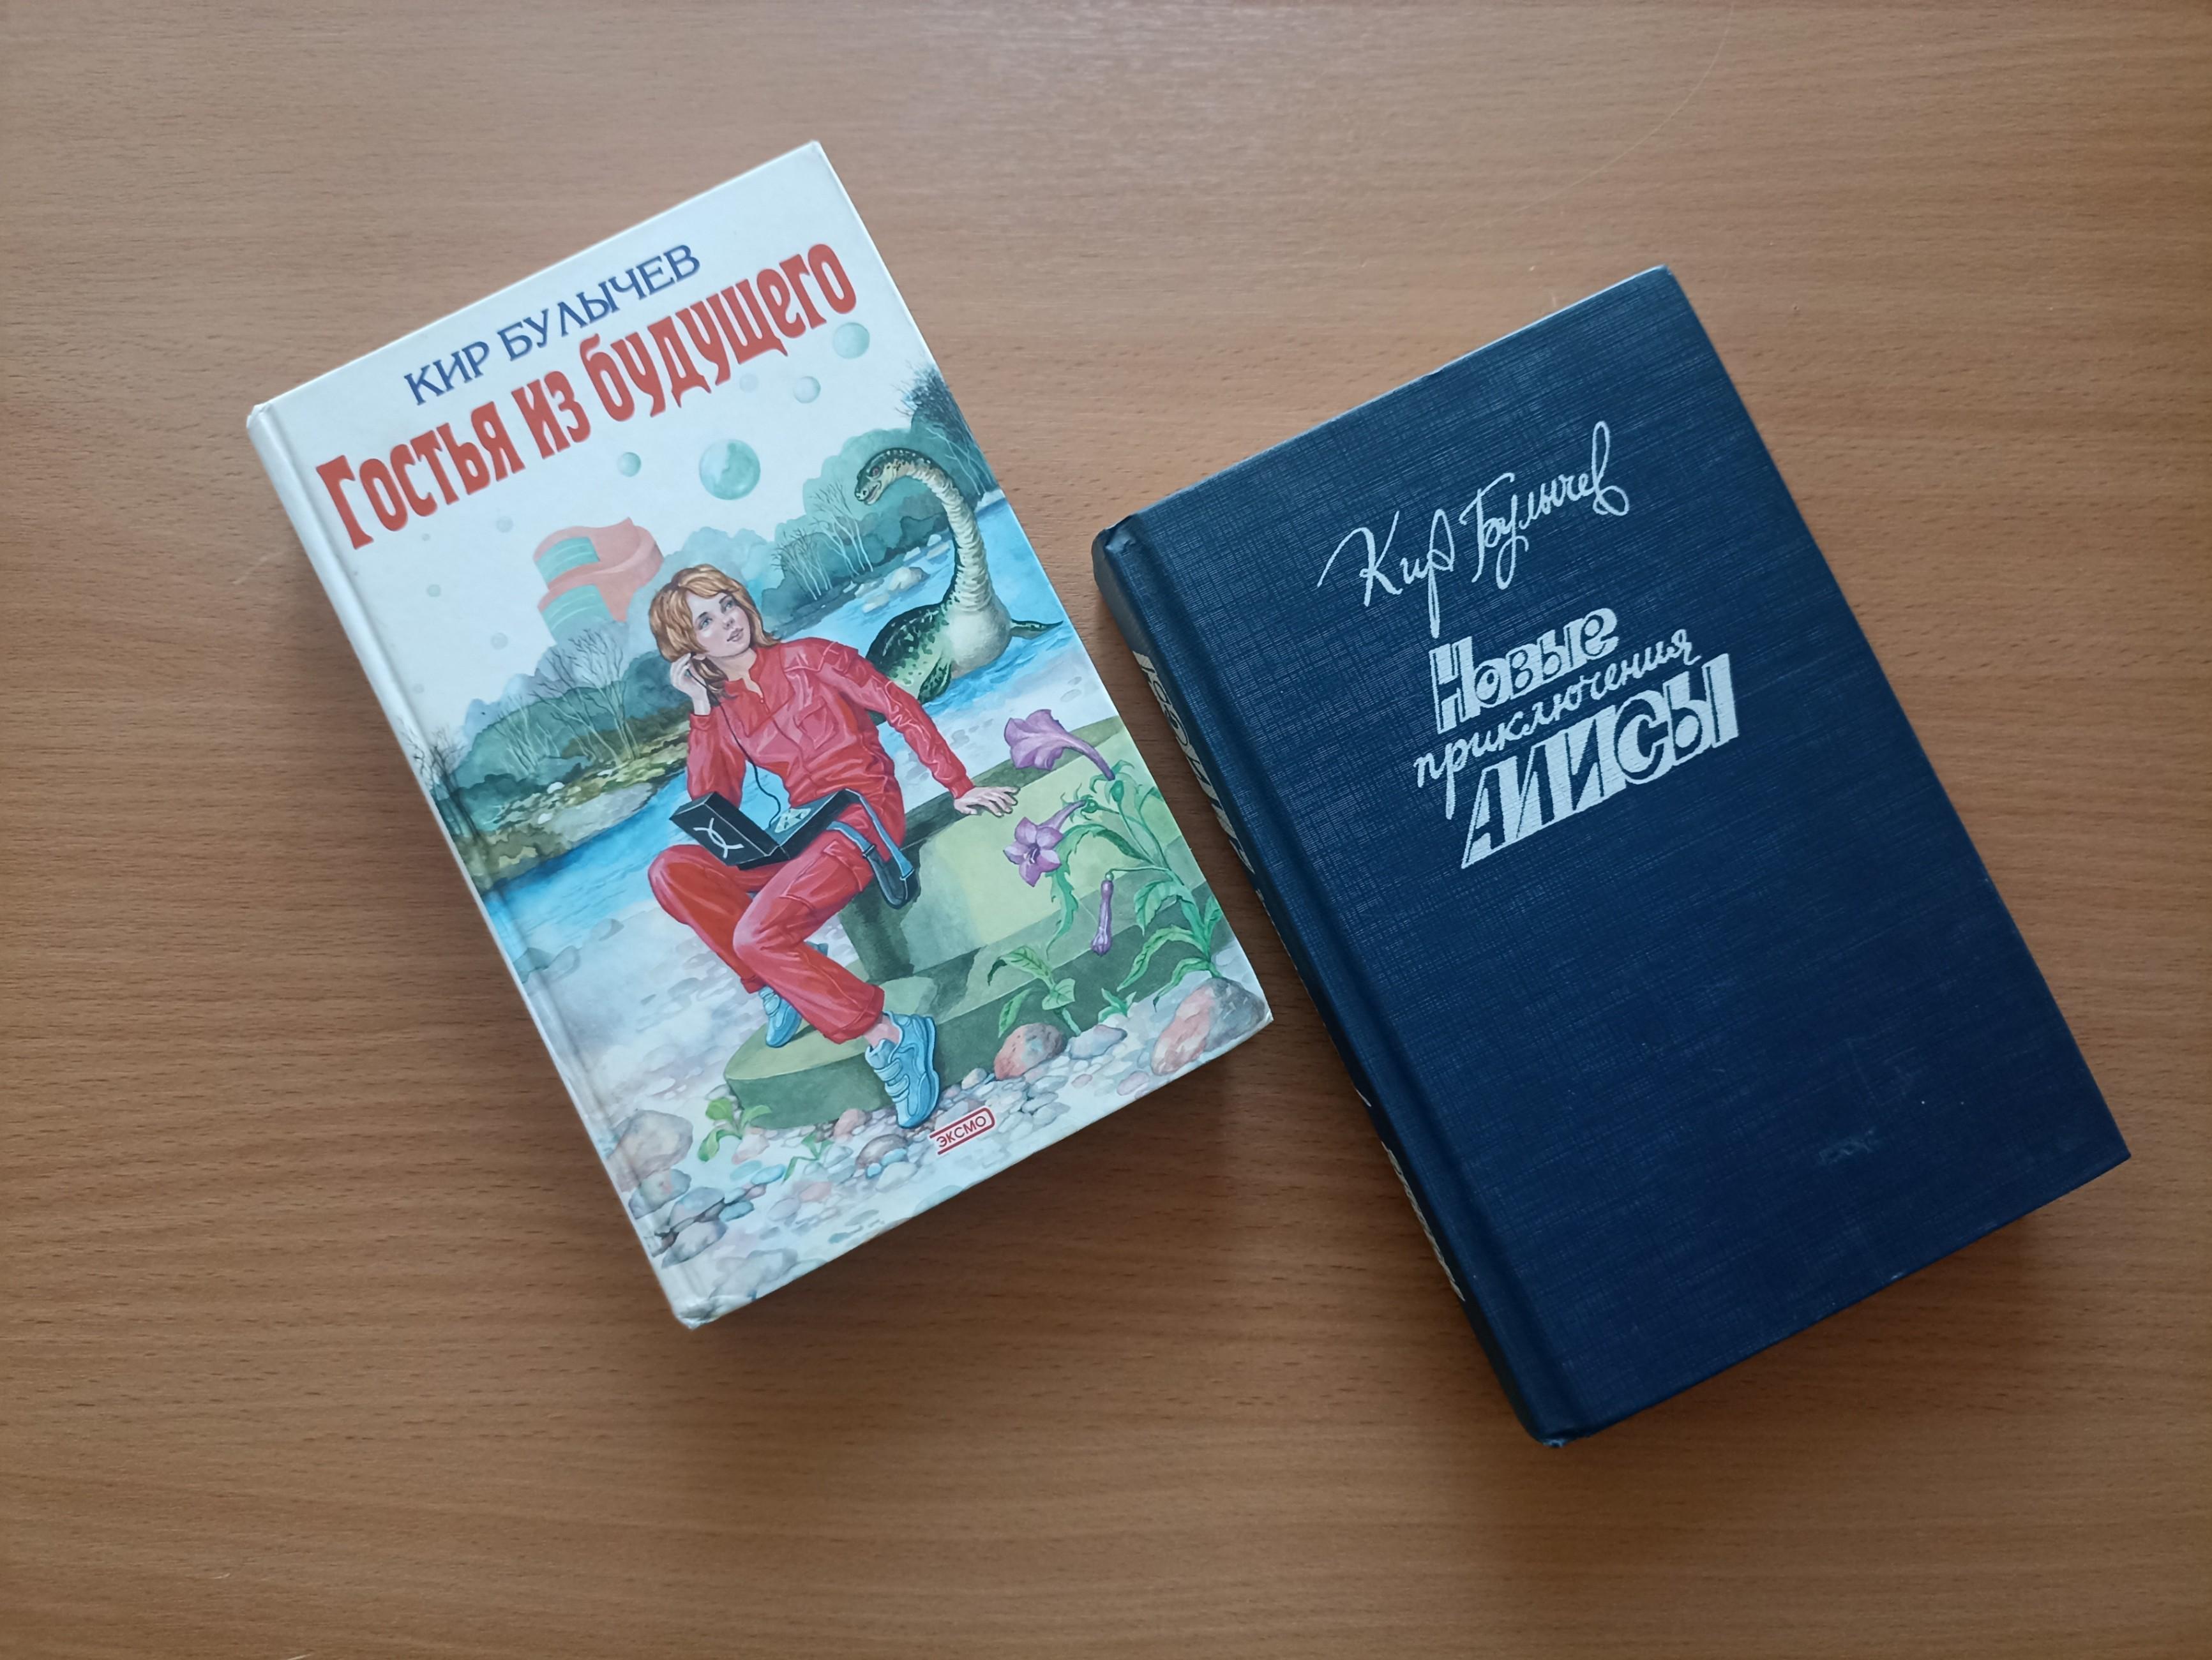 КИР БУЛЫЧЕВ
Гостья из будущего
ЭКСМО
Кир Булычев
Новые
приключения
АЛИСЫ